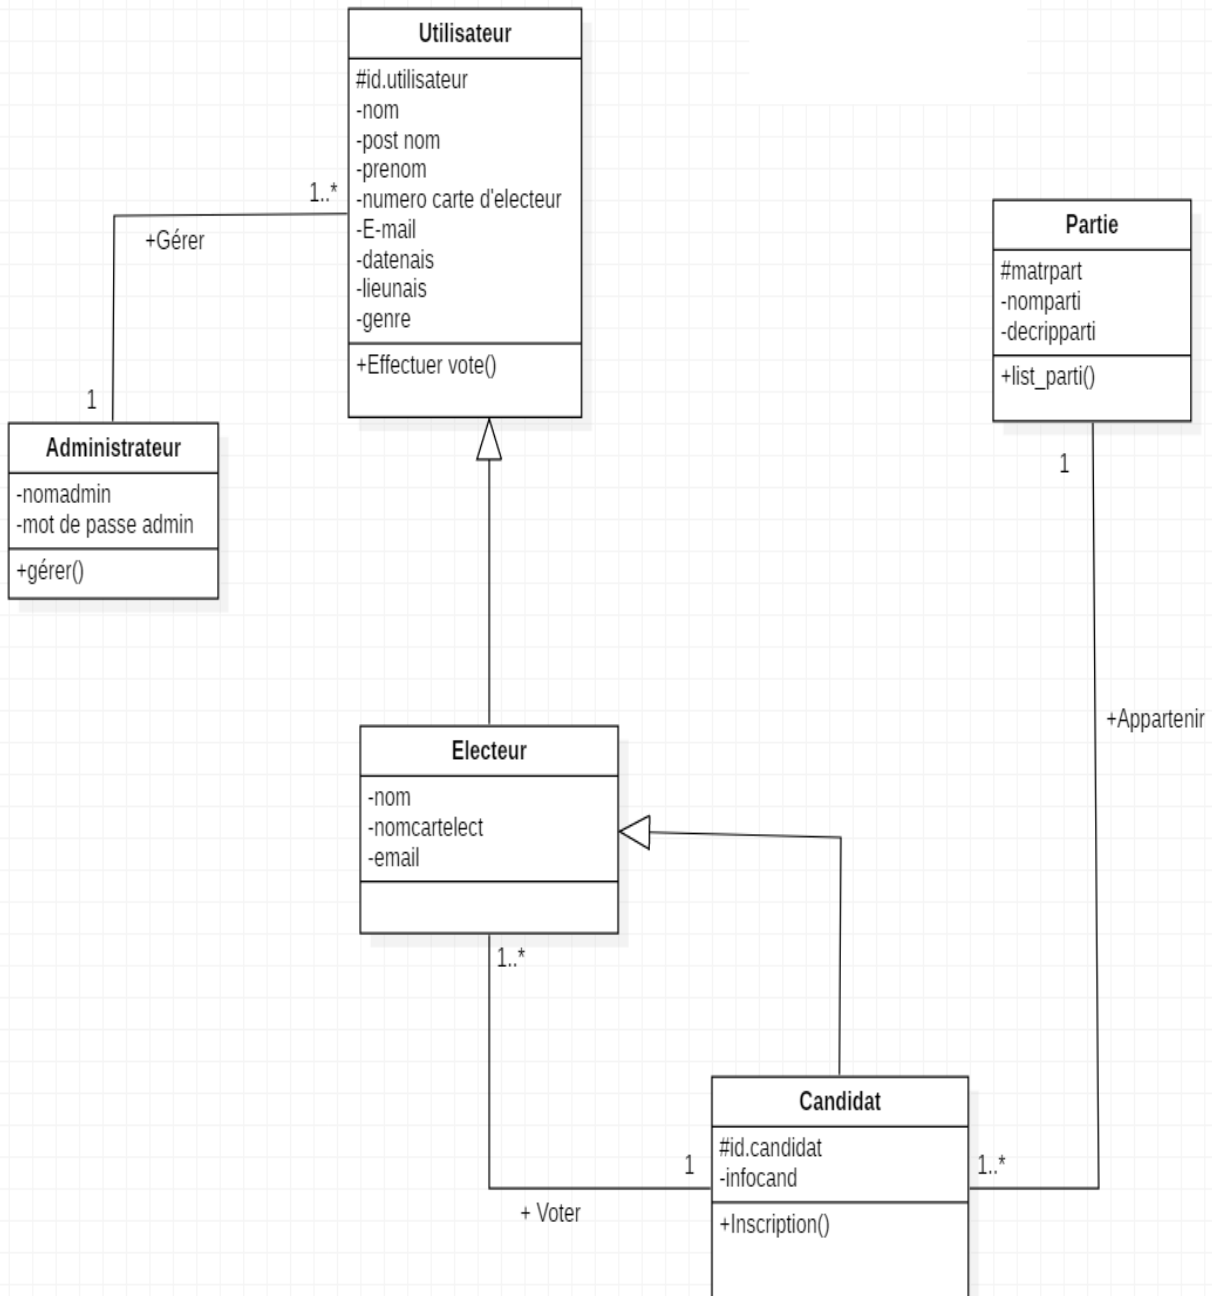 Utilisateur
#id.utilisateur
-nom
-post nom
-prenom
-numero carte d'electeur
-E-mail
-datenais
-lieunais
-genre
+Effectuer vote()
1..*
+Gérer
1
Administrateur
-nomadmin
-mot de passe admin
+gérer()
Partie
#matrpart
-nomparti
-decripparti
+list_parti()
1
+Appartenir
Electeur
-nom
-nomcartelect
-email
1..*
+ Voter
1
Candidat
#id.candidat
-infocand
+Inscription()
1..*